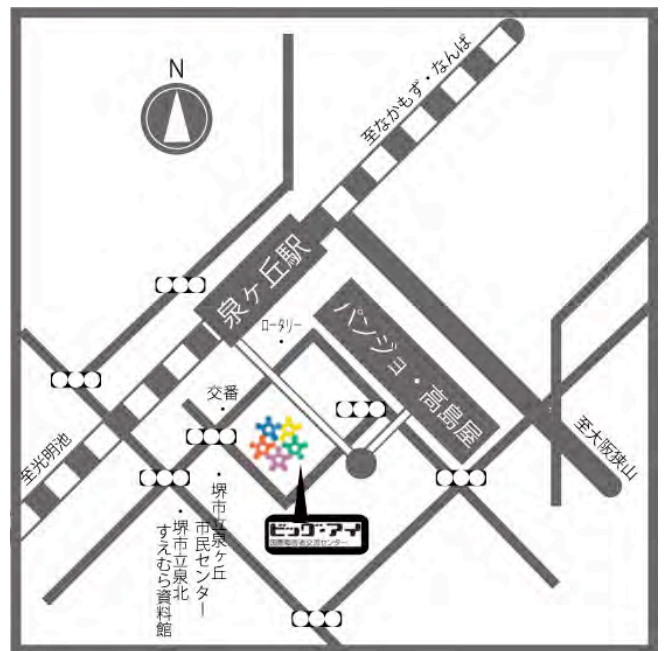 N
至なかもず・なんば
泉ヶ丘駅
ロータリー
パンジョ・高島屋
交番
至光明池
至大阪狭山
ビッグ・アイ
国際障害者交流センター
・堺市立泉ヶ丘
市民センター
・堺市立泉北
すえむら資料館